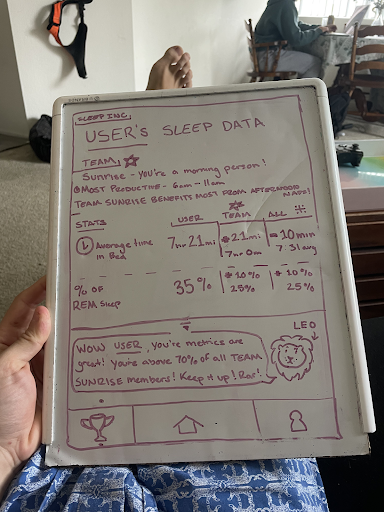 SLEEP INC.
USER'S SLEEP DATA
TEAM
Sunrise - you're a morning person!
MOST PRODUCTIVE - 6am - 11am
TEAM SUNRISE BENEFITS MOST FROM AFTERNOON NAPS!
STATS USER TEAM ALL
Average time in Bed 7hr 21mi 21mi 7hr 0m 10min 7.31 avg
% OF REM Sleep 35% 10% 25% 10% 25%
LEO
WOW USER, you're metrics are
great! you're above 70% of all TEAM
SUNRISE members! Keep it up! Rar!